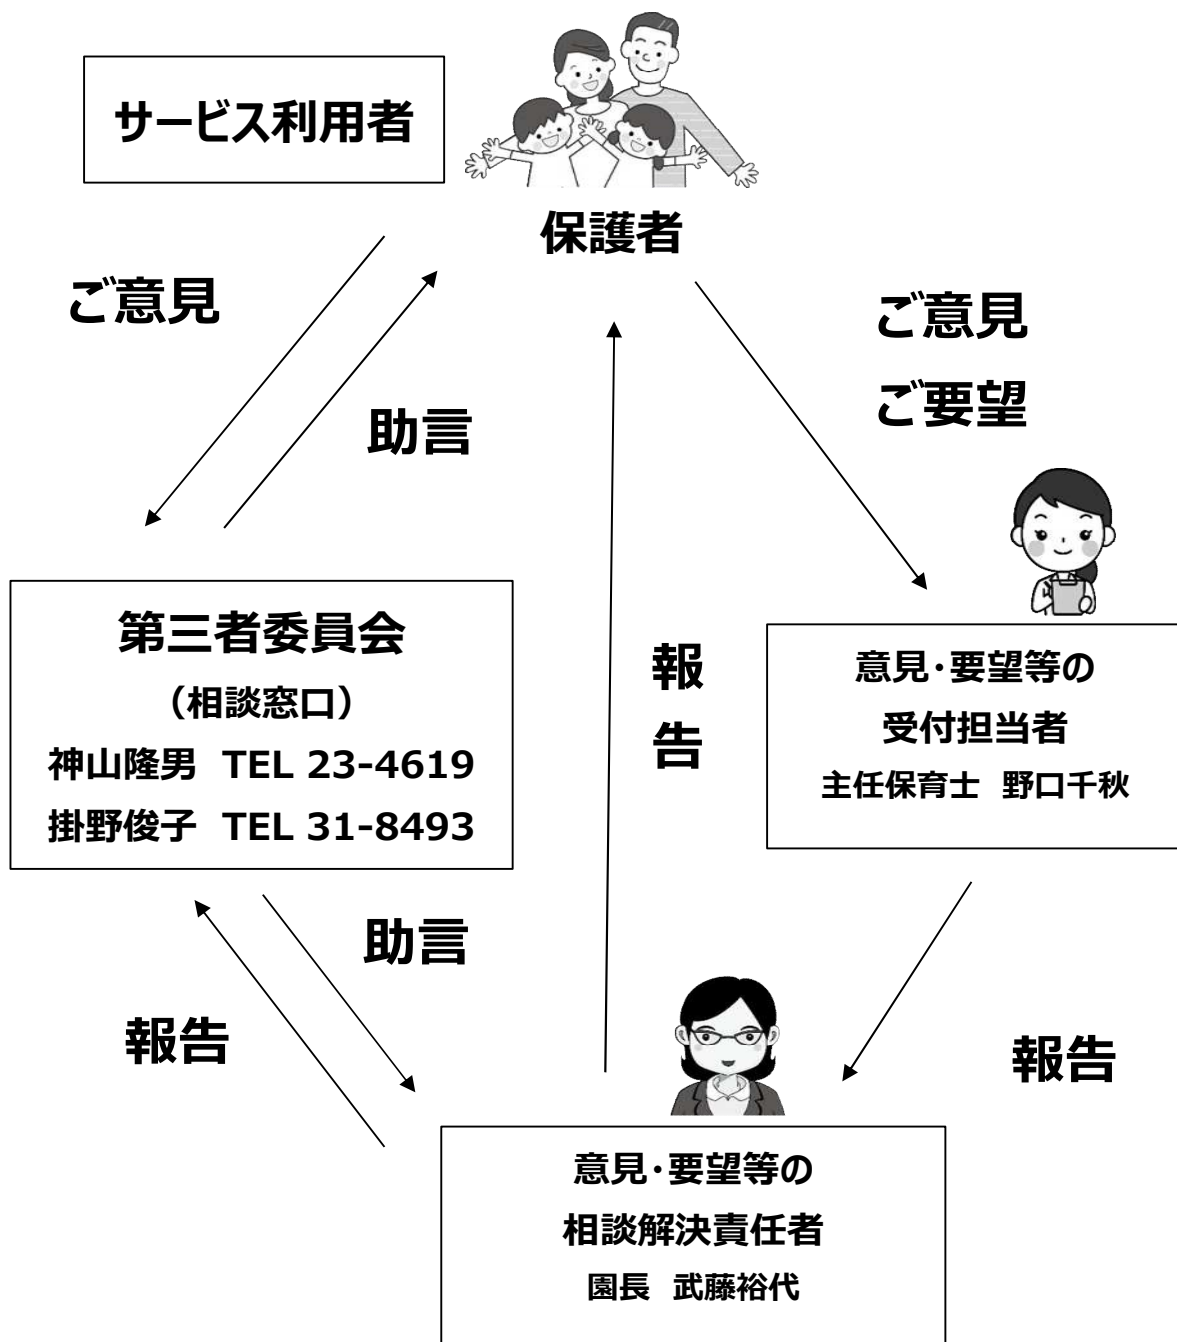 サービス利用者
保護者
ご意見
助言
ご意見
ご要望
第三者委員会
（相談窓口）
神山隆男 TEL 23-4619
掛野俊子 TEL 31-8493
報
告
意見・要望等の
受付担当者
主任保育士 野口千秋
助言
報告
報告
意見・要望等の
相談解決責任者
園長 武藤裕代